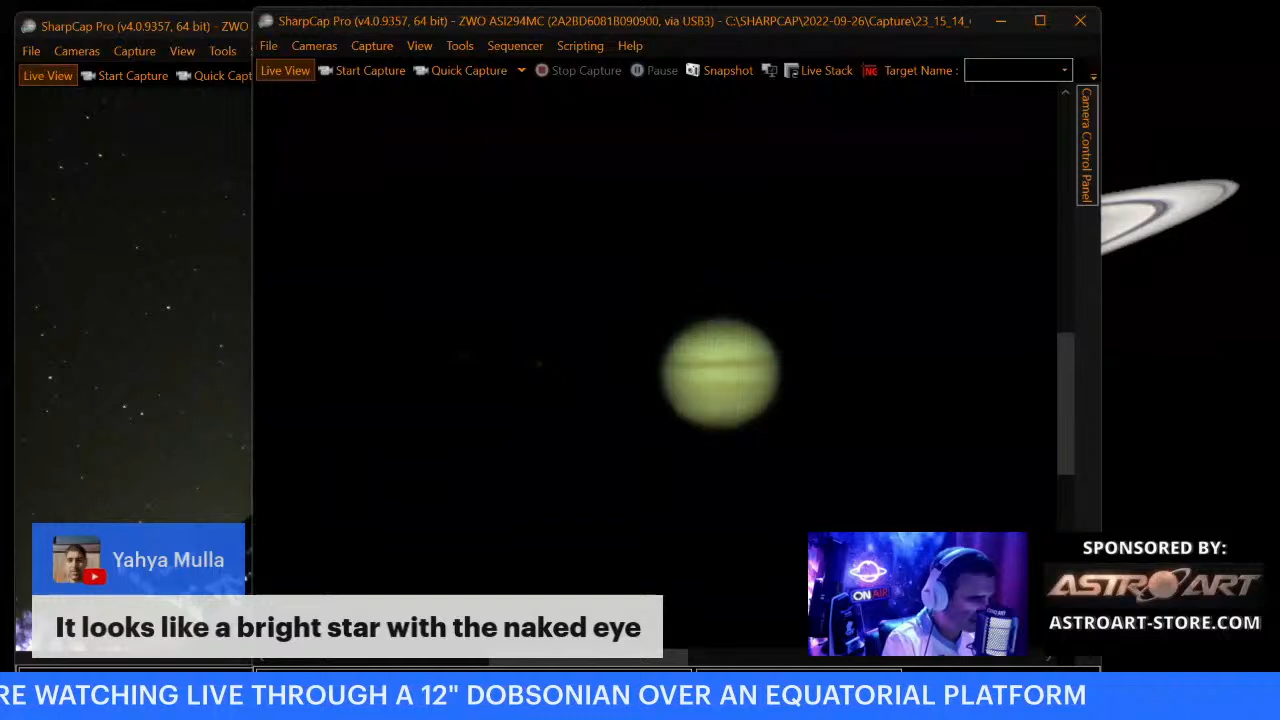 SharpCap Pro (v4.0.9357, 64 bit) - ZWO
File Cameras Capture View Tools
Live View Start Capture Quick Capt
SharpCap Pro (v4.0.9357, 64 bit) - ZWO ASI294MC (2A2BD6081B090900, via USB3) - C:\SHARPCAP\2022-09-26\Capture\23_15_14_
File Cameras Capture View Tools Sequencer Scripting Help
Live View Start Capture Quick Capture Stop Capture Pause Snapshot Live Stack Target Name :
Camera Control Panel
Yahya Mulla
It looks like a bright star with the naked eye
ON AIR
SPONSORED BY:
ASTROART
ASTROART-STORE.COM
RE WATCHING LIVE THROUGH A 12" DOBSONIAN OVER AN EQUATORIAL PLATFORM